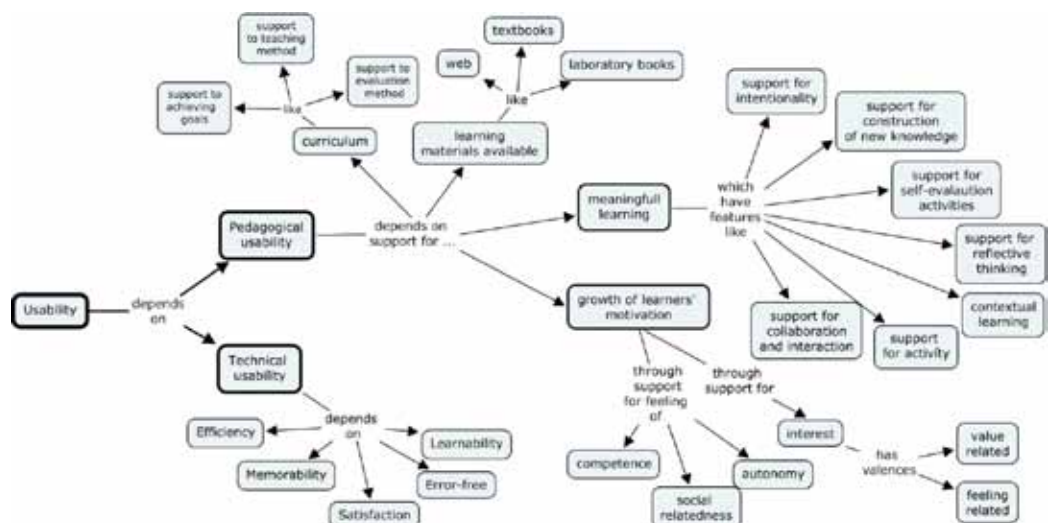 support
to teaching
method
textbooks
web
laboratory books
support to
evaluation
method
support to
achieving
goals
like
like
curriculum
learning
materials available
support for
intentionality
support for
construction
of new knowledge
meaningfull
learning
which
have
features
like
support for
self-evalaution
activities
Pedagogical
usability
depends on
support for ...
support for
reflective
thinking
Usability
depends
on
growth of learners'
motivation
contextual
learning
support for
collaboration
and interaction
support
for activity
Technical
usability
through
support
for feeling
of
through
support for
depends
on
Efficiency
Learnability
Memorability
Error-free
Satisfaction
competence
social
relatedness
autonomy
interest
has
valences
value
related
feeling
related